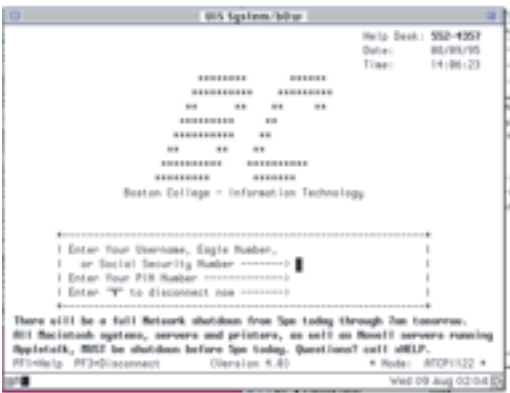 Help Desk: 552-4357
Date: 08/09/95
Time: 14:06:23
Boston College - Information Technology
Enter Your Username, Eagle Number,
or Social Security Number -------->
Enter Your PIN Number -------------->
to disconnect now -------->
There will be a full Network shutdown from 5pm today through 7am tomorrow.
All Macintosh systems, servers and printers, as well as Novell servers running
Appletalk, MUST be shutdown before 5pm today. Questions? call xHELP.
PF1=Help PF3=Disconnect (Version 4.0) * Node:
Wed 09 Aug 02:04